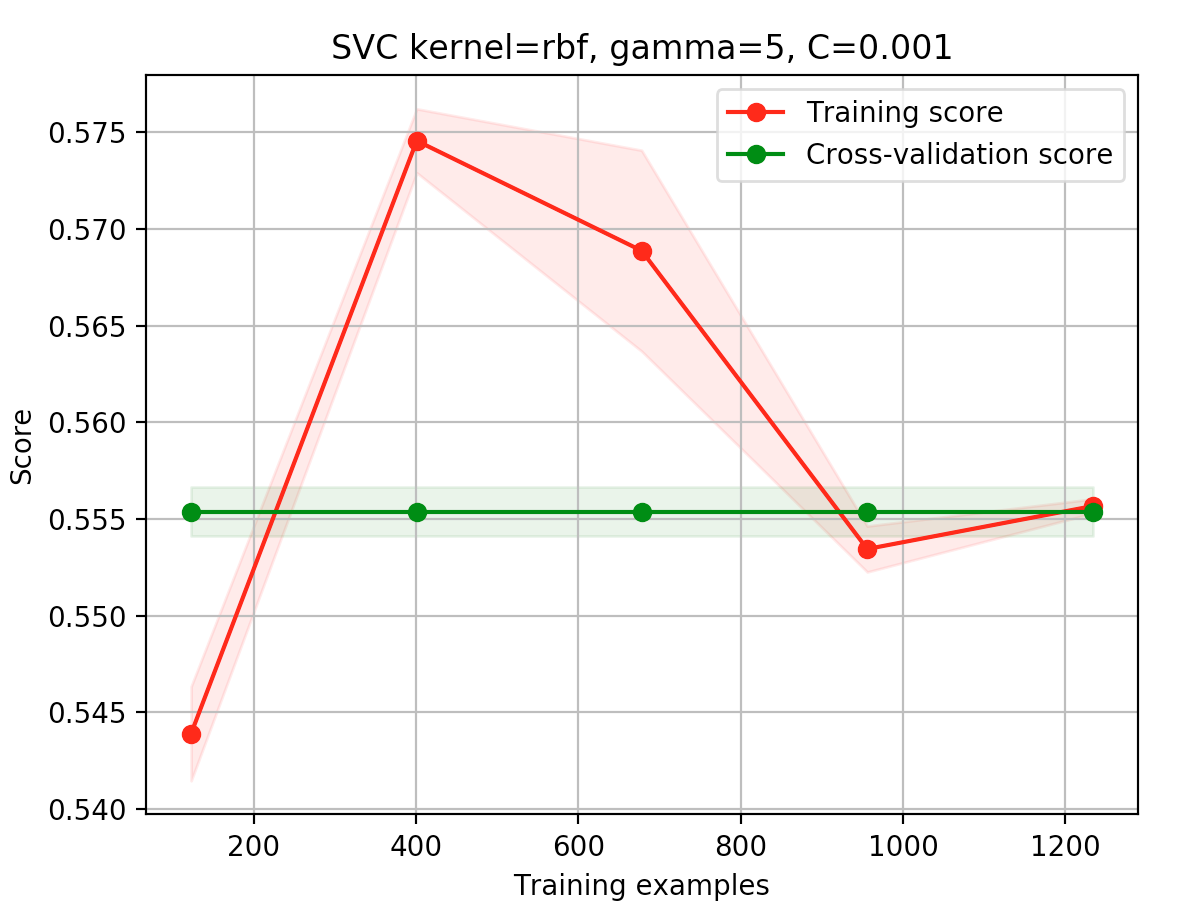 SVC kernel=rbf, gamma=5, C=0.001
Training score
Cross-validation score
0.575
0.570
0.565
0.560
0.555
0.550
0.545
0.540
Score
200 400 600 800 1000 1200
Training examples